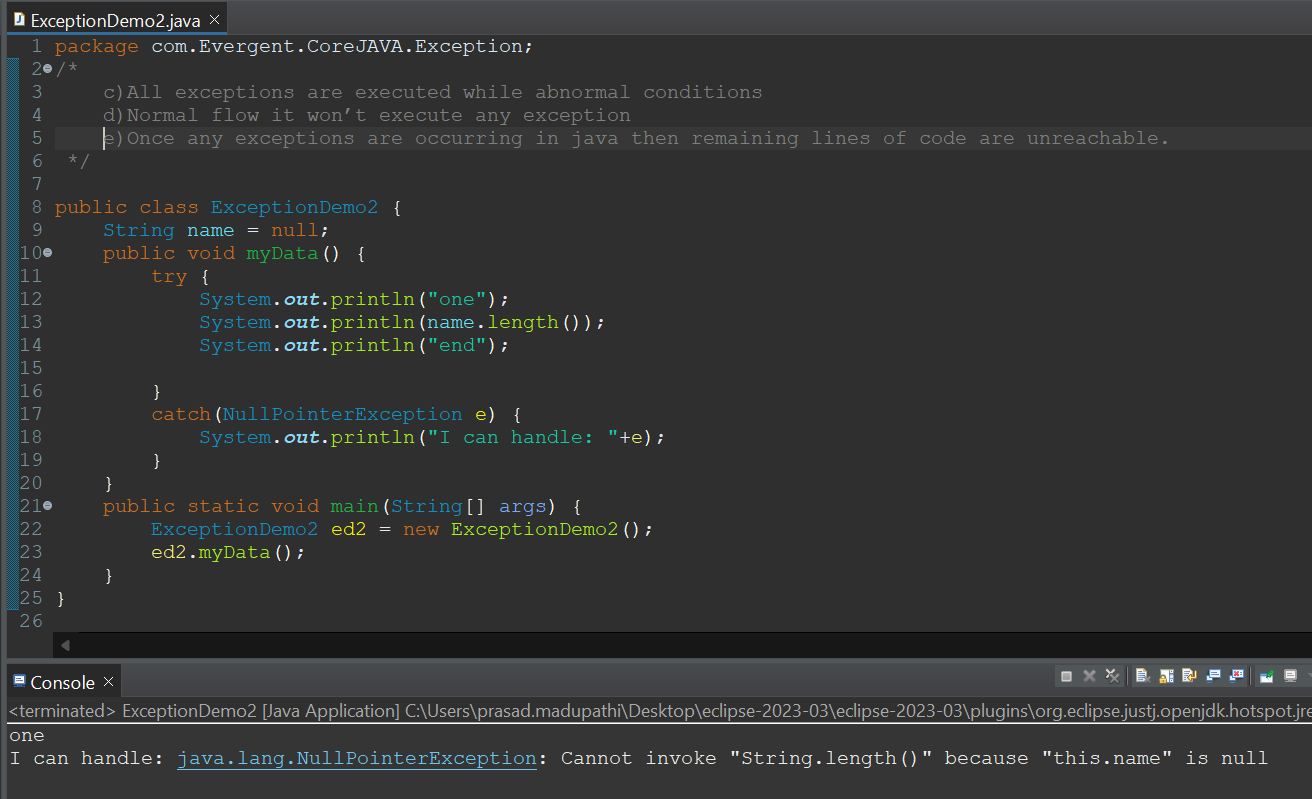 ExceptionDemo2.java
1 package com.Evergent.CoreJAVA.Exception;
2 /*
3     c)All exceptions are executed while abnormal conditions
4     d)Normal flow it won’t execute any exception
5     e)Once any exceptions are occurring in java then remaining lines of code are unreachable.
6  */
7
8 public class ExceptionDemo2 {
9     String name = null;
10     public void myData() {
11         try {
12             System.out.println("one");
13             System.out.println(name.length());
14             System.out.println("end");
15
16         }
17         catch(NullPointerException e) {
18             System.out.println("I can handle: "+e);
19         }
20     }
21     public static void main(String[] args) {
22         ExceptionDemo2 ed2 = new ExceptionDemo2();
23         ed2.myData();
24     }
25 }
26
Console
<terminated> ExceptionDemo2 [Java Application] C:\Users\prasad.madupathi\Desktop\eclipse-2023-03\eclipse-2023-03\plugins\org.eclipse.justj.openjdk.hotspot.jre
one
I can handle: java.lang.NullPointerException: Cannot invoke "String.length()" because "this.name" is null